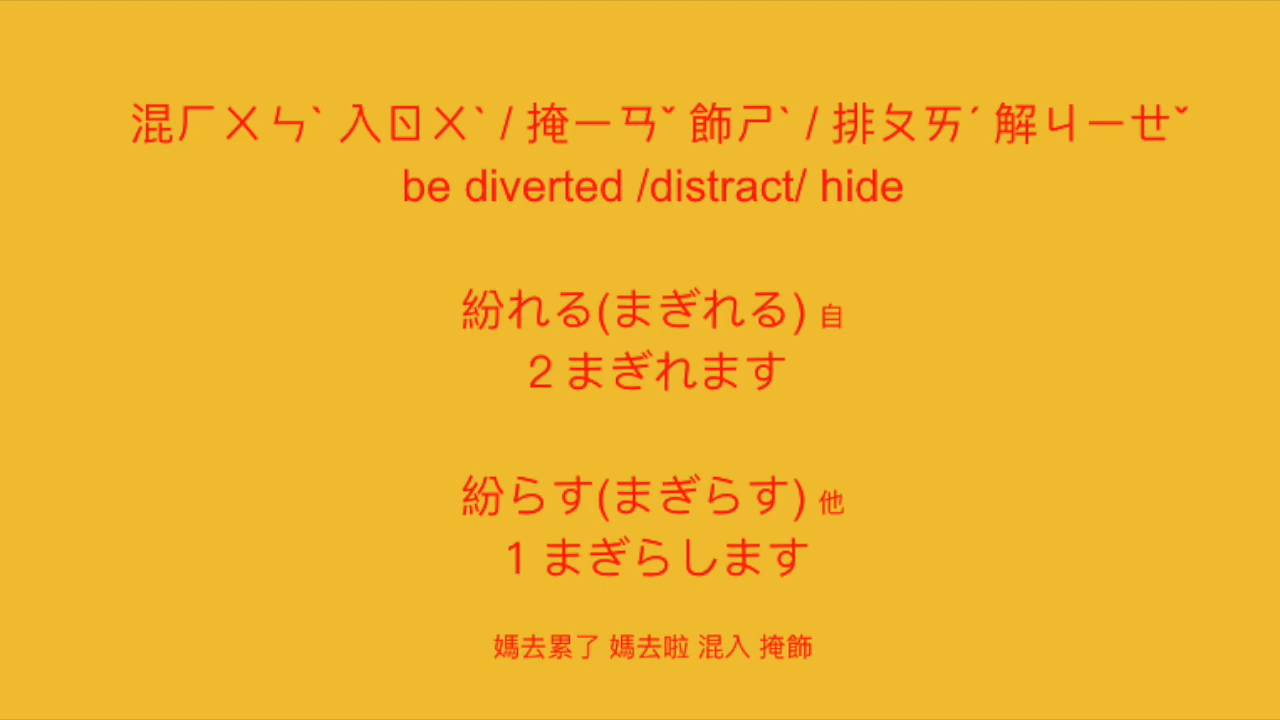 混ㄏㄨㄣˋ 入ㄖㄨˋ / 掩ㄧㄢˇ 飾ㄕˋ / 排ㄆㄞˊ 解ㄐㄧㄝˇ
be diverted /distract/ hide
紛れる(まぎれる) 自
2 まぎれます
紛らす(まぎらす) 他
1 まぎらします
媽去累了 媽去啦 混入 掩飾